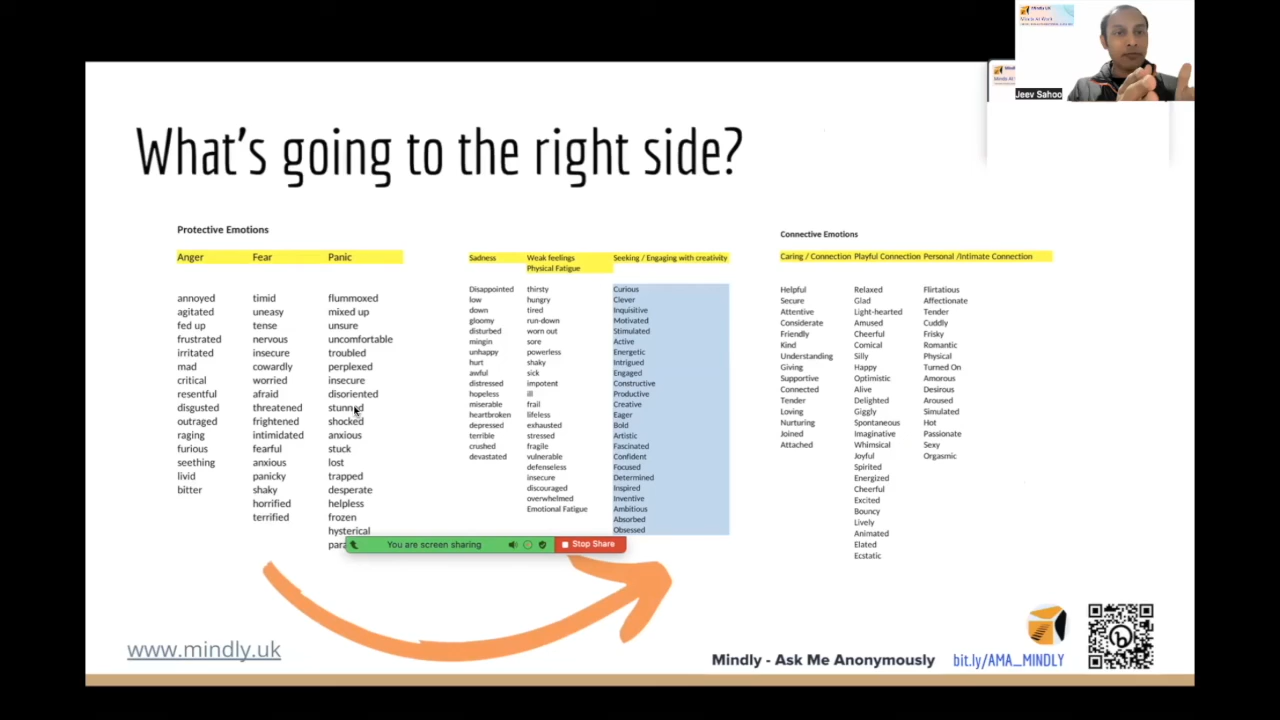 Mindly UK
Minds At Work
Jeev Sahoo
What's going to the right side?
Protective Emotions
Anger Fear Panic
annoyed timid flummoxed
agitated uneasy mixed up
fed up tense unsure
frustrated nervous uncomfortable
irritated insecure troubled
mad cowardly perplexed
critical worried insecure
resentful afraid disoriented
disgusted threatened stunned
outraged frightened shocked
raging intimidated anxious
furious fearful stuck
seething anxious lost
livid panicky trapped
bitter shaky desperate
horrified helpless
terrified frozen
hysterical
para
Sadness Weak feelings Seeking / Engaging with creativity
Physical Fatigue
Disappointed thirsty Curious
low hungry Clever
down tired Inquisitive
gloomy run-down Motivated
disturbed worn out Stimulated
mingin sore Active
unhappy powerless Energetic
hurt shaky Intrigued
awful sick Engaged
distressed impotent Constructive
hopeless ill Productive
miserable frail Creative
heartbroken lifeless Eager
depressed exhausted Bold
terrible stressed Artistic
crushed fragile Fascinated
devastated vulnerable Confident
defenseless Focused
insecure Determined
discouraged Inspired
overwhelmed Inventive
Emotional Fatigue Ambitious
Absorbed
Obsessed
Connective Emotions
Caring / Connection Playful Connection Personal /Intimate Connection
Helpful Relaxed Flirtatious
Secure Glad Affectionate
Attentive Light-hearted Tender
Considerate Amused Cuddly
Friendly Cheerful Frisky
Kind Comical Romantic
Understanding Silly Physical
Giving Happy Turned On
Supportive Optimistic Amorous
Connected Alive Desirous
Tender Delighted Aroused
Loving Giggly Simulated
Nurturing Spontaneous Hot
Joined Imaginative Passionate
Attached Whimsical Sexy
Joyful Orgasmic
Spirited
Energized
Cheerful
Excited
Bouncy
Lively
Animated
Elated
Ecstatic
You are screen sharing Stop Share
www.mindly.uk
Mindly - Ask Me Anonymously bit.ly/AMA_MINDLY